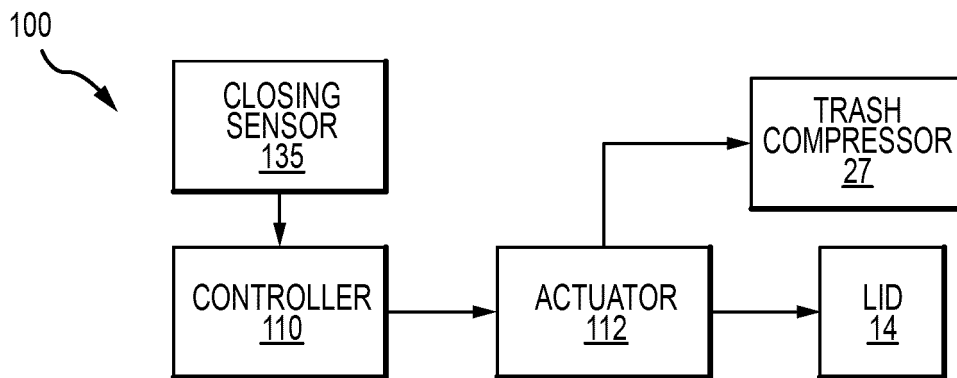 100
CLOSING
SENSOR
135
TRASH
COMPRESSOR
27
CONTROLLER
110
ACTUATOR
112
LID
14